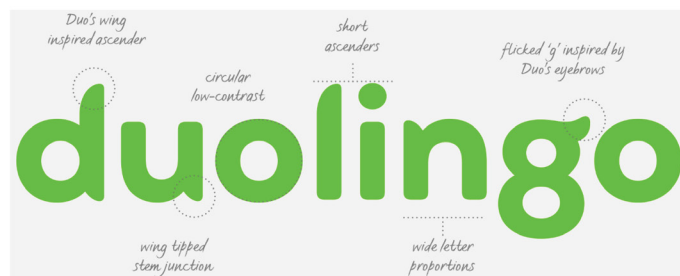 Duo's wing
inspired ascender
circular
low-contrast
short
ascenders
flicked 'g' inspired by
Duo's eyebrows
duolingo
wing tipped
stem junction
wide letter
proportions